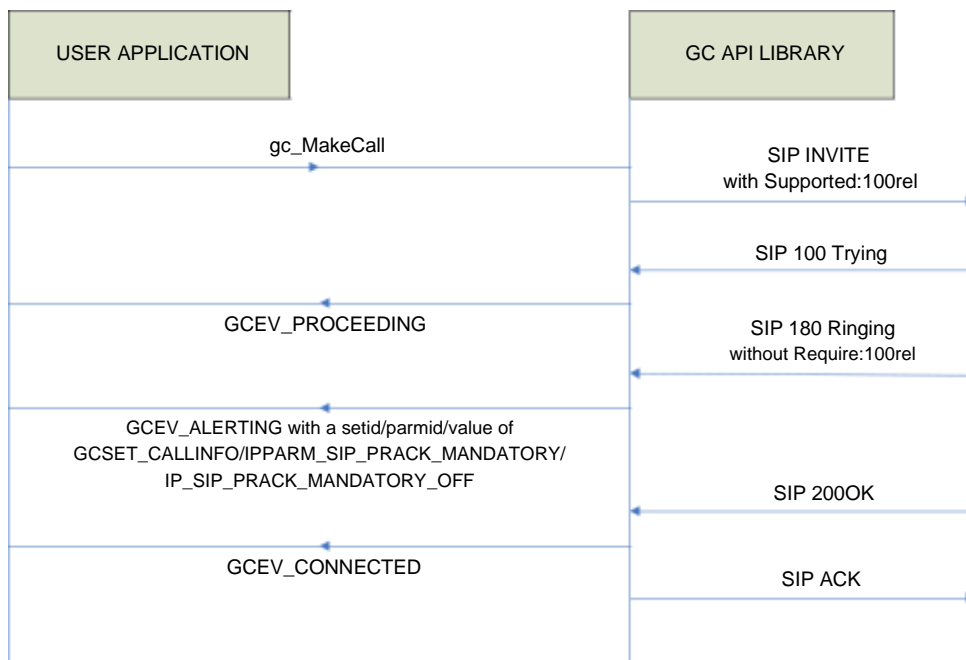 USER APPLICATION
GC API LIBRARY
gc_MakeCall
SIP INVITE
with Supported:100rel
SIP 100 Trying
GCEV_PROCEEDING
SIP 180 Ringing
without Require:100rel
GCEV_ALERTING with a setid/parmid/value of
GCSET_CALLINFO/IPPARM_SIP_PRACK_MANDATORY/
IP_SIP_PRACK_MANDATORY_OFF
SIP 200OK
GCEV_CONNECTED
SIP ACK